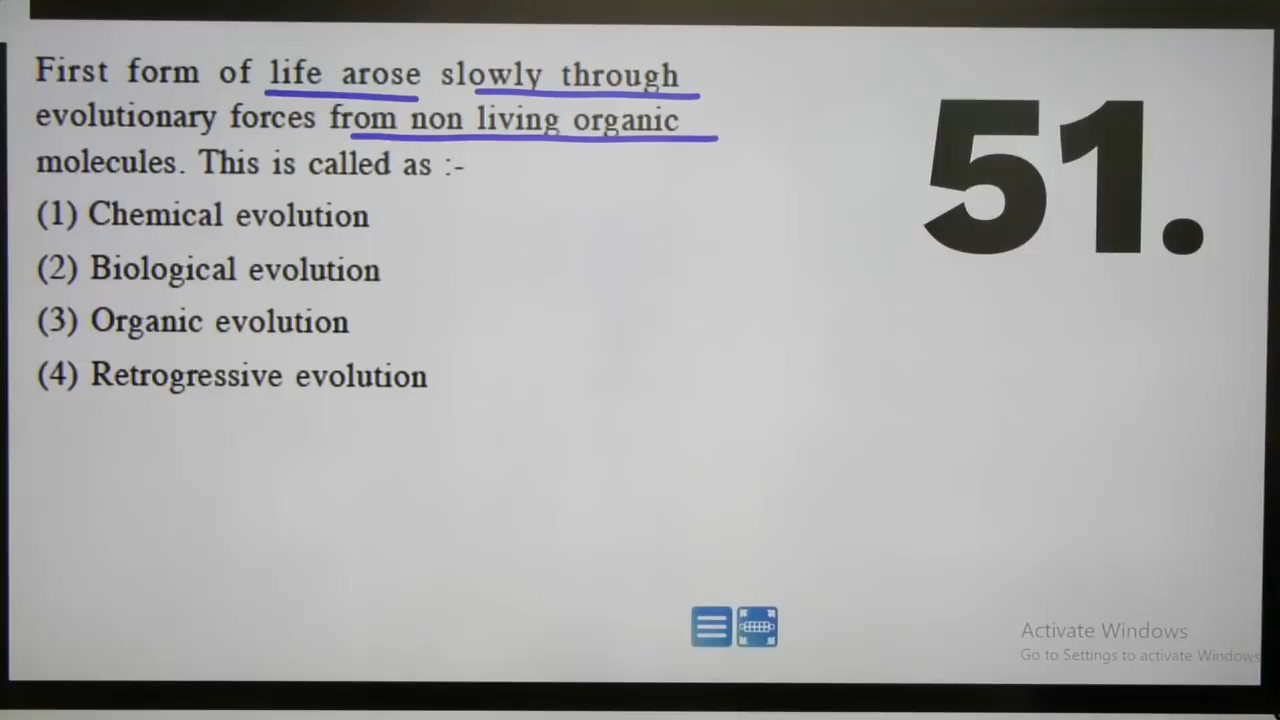 First form of life arose slowly through
evolutionary forces from non living organic
molecules. This is called as :-
(1) Chemical evolution
(2) Biological evolution
(3) Organic evolution
(4) Retrogressive evolution
51.
Activate Windows
Go to Settings to activate Windows